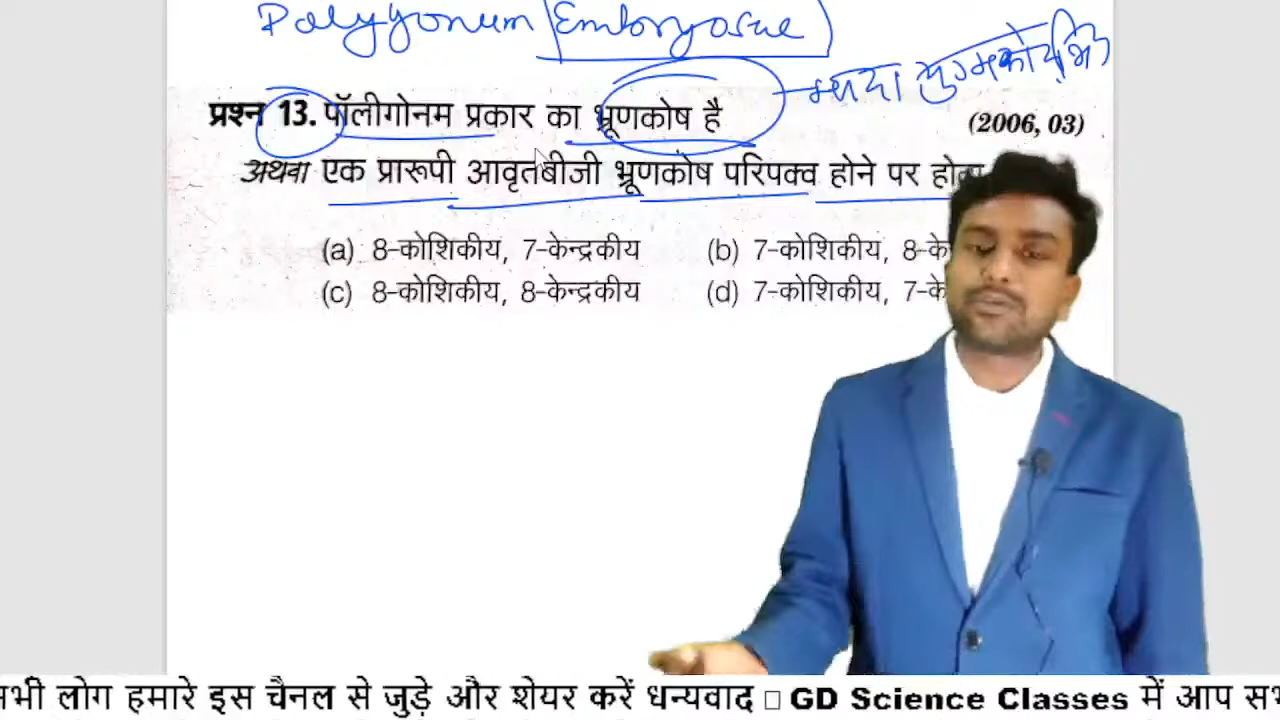 Polygonum Embryosac
प्रश्न 13. पॉलीगोनम प्रकार का भ्रूणकोष है
(2006, 03)
अथवा एक प्रारूपी आवृतबीजी भ्रूणकोष परिपक्व होने पर
(a) 8-कोशिकीय, 7-केन्द्रकीय (b) 7-कोशिकीय, 8-के
(c) 8-कोशिकीय, 8-केन्द्रकीय (d) 7-कोशिकीय, 7-के
लोग हमारे इस चैनल से जुड़े और शेयर करें धन्यवाद GD Science Classes में आप